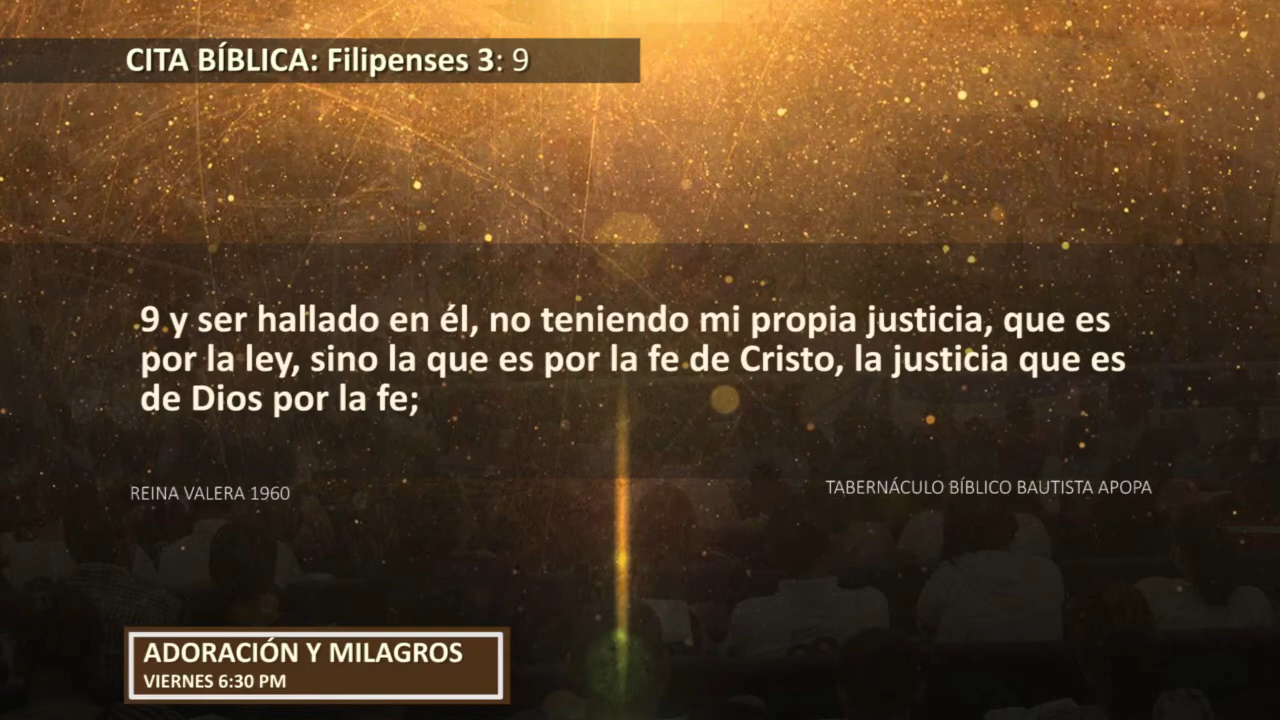 CITA BÍBLICA: Filipenses 3: 9
9 y ser hallado en él, no teniendo mi propia justicia, que es
por la ley, sino la que es por la fe de Cristo, la justicia que es
de Dios por la fe;
REINA VALERA 1960
TABERNÁCULO BÍBLICO BAUTISTA APOPA
ADORACIÓN Y MILAGROS
VIERNES 6:30 PM